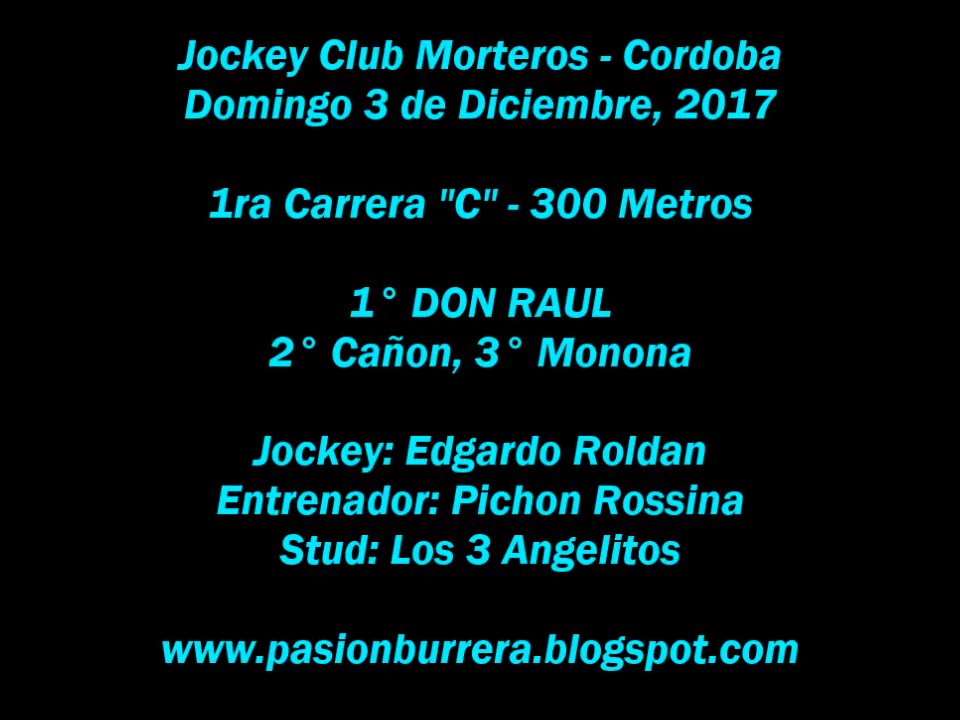 Jockey Club Morteros - Cordoba
Domingo 3 de Diciembre, 2017
1ra Carrera "C" - 300 Metros
1° DON RAUL
2° Cañon, 3° Monona
Jockey: Edgardo Roldan
Entrenador: Pichon Rossina
Stud: Los 3 Angelitos
www.pasionburrera.blogspot.com